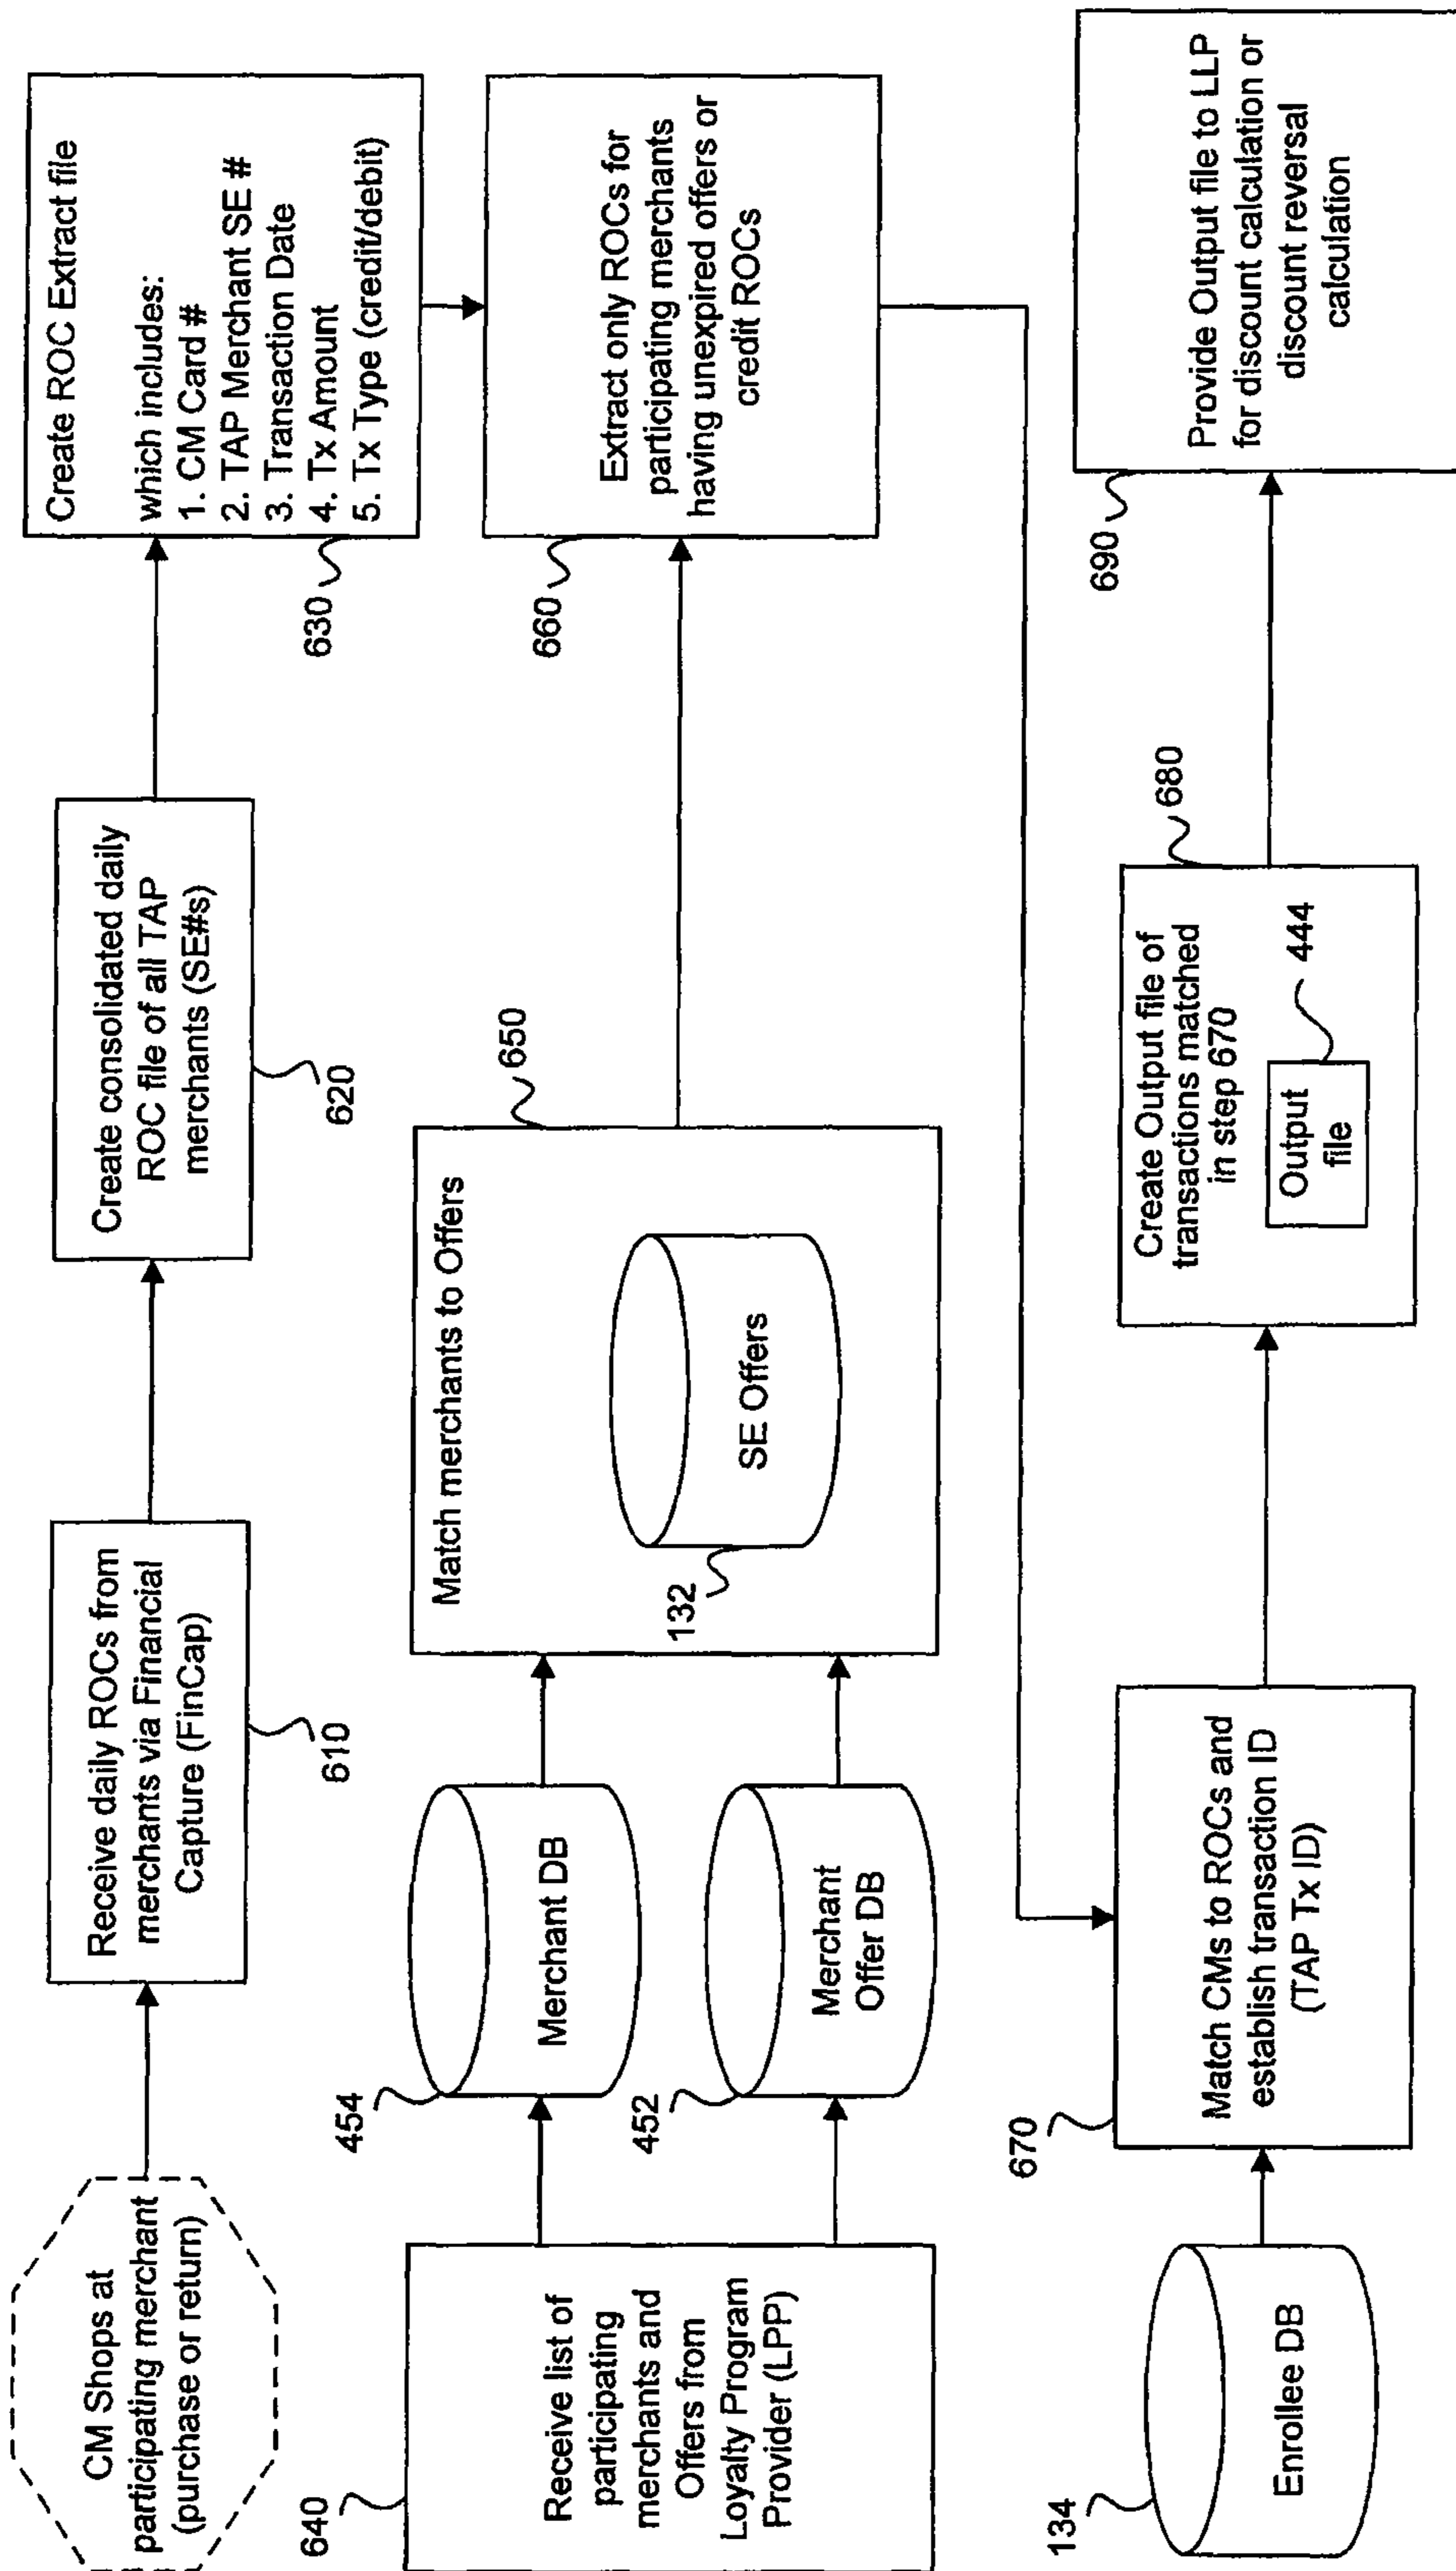 CM Shops at
participating merchant
(purchase or return)
Receive daily ROCs from
merchants via Financial
Capture (FinCap)
610
Create consolidated daily
ROC file of all TAP
merchants (SE#s)
620
Create ROC Extract file
which includes:
1. CM Card #
2. TAP Merchant SE #
3. Transaction Date
4. Tx Amount
5. Tx Type (credit/debit)
630
640
Receive list of
participating
merchants and
Offers from
Loyalty Program
Provider (LPP)
454
Merchant DB
452
Merchant
Offer DB
650
Match merchants to Offers
132
SE Offers
660
Extract only ROCs for
participating merchants
having unexpired offers or
credit ROCs
134
Enrollee DB
670
Match CMs to ROCs and
establish transaction ID
(TAP Tx ID)
680
Create Output file of
transactions matched
in step 670
444
Output
file
690
Provide Output file to LLP
for discount calculation or
discount reversal
calculation